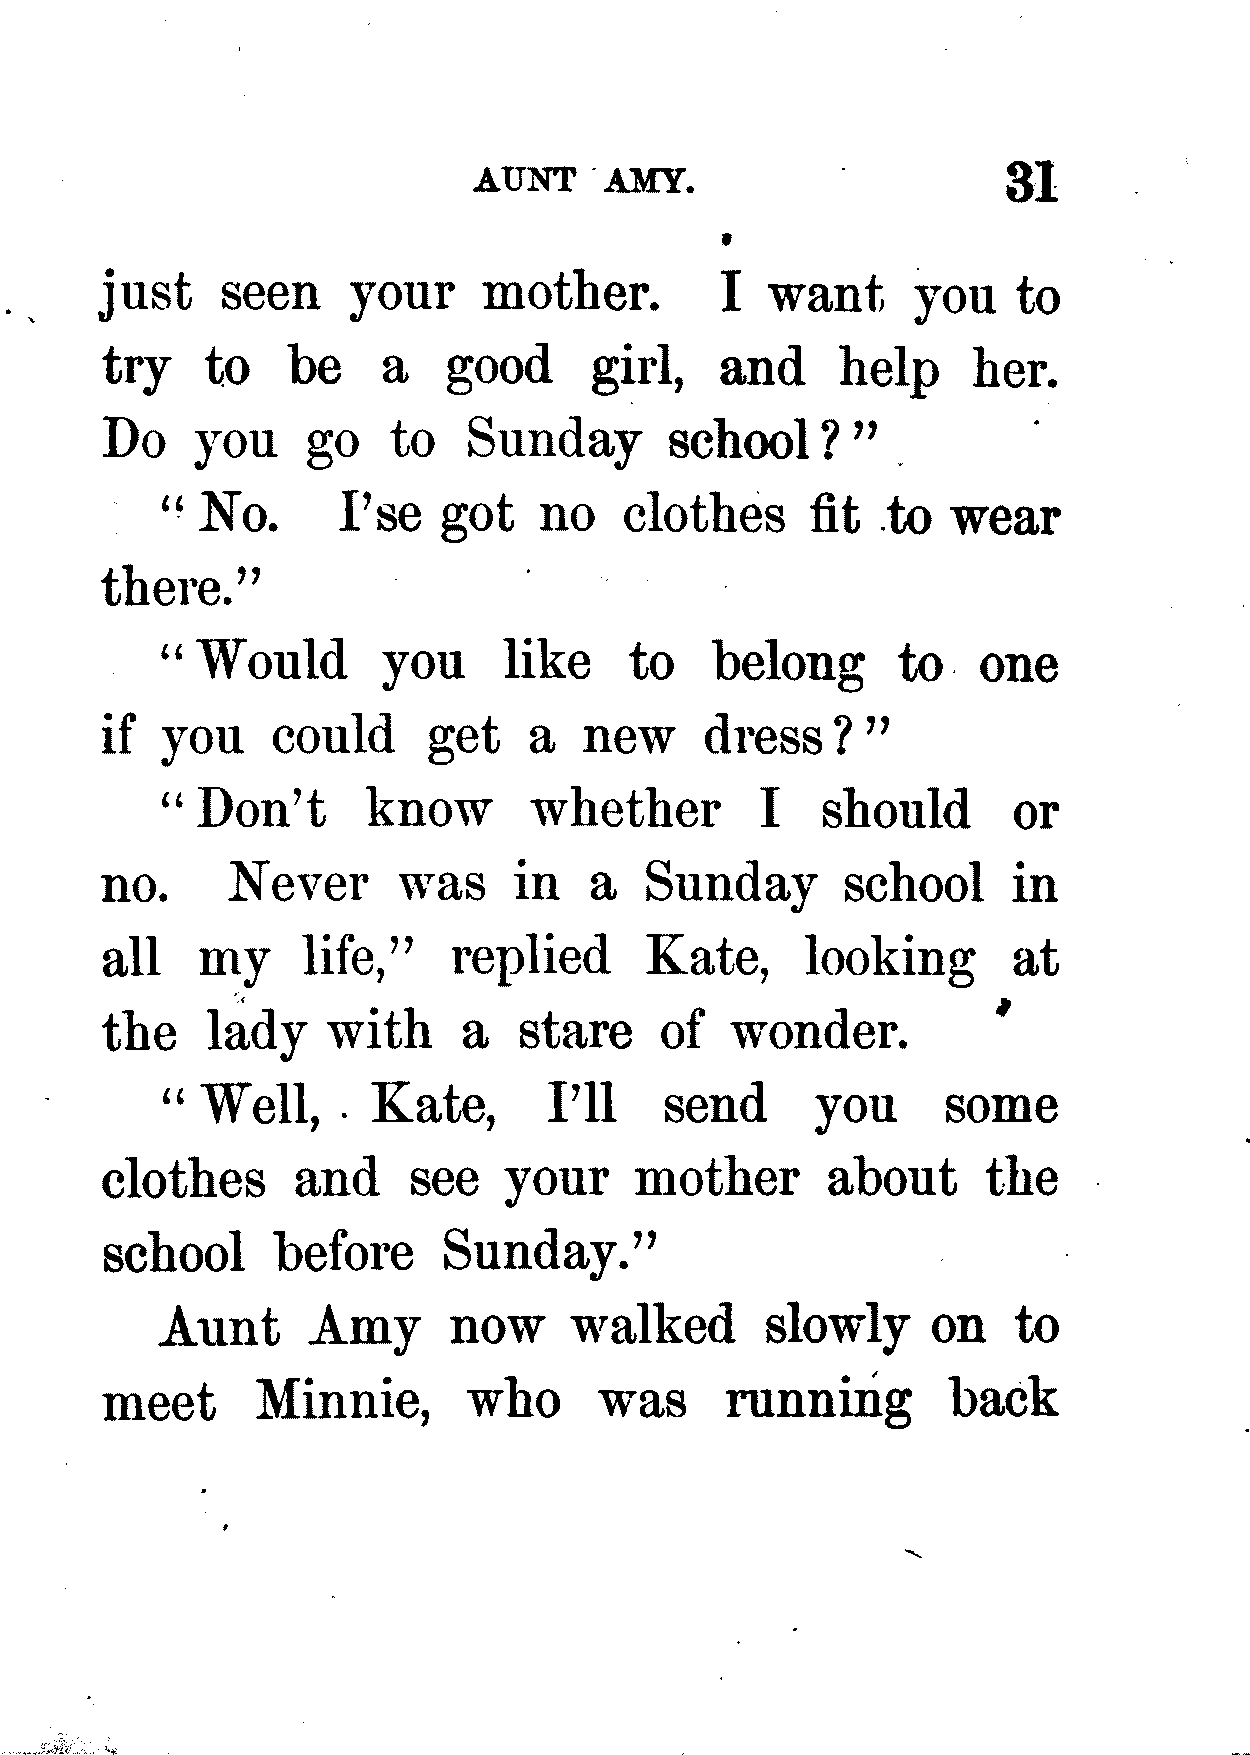 AUNT AMY. 31
just seen your mother. I want you to
try to be a good girl, and help her.
Do you go to Sunday school?"
"No. I'se got no clothes fit to wear
there."
"Would you like to belong to one
if you could get a new dress?"
"Don't know whether I should or
no. Never was in a Sunday school in
all my life," replied Kate, looking at
the lady with a stare of wonder.
"Well, Kate, I'll send you some
clothes and see your mother about the
school before Sunday."
Aunt Amy now walked slowly on to
meet Minnie, who was running back